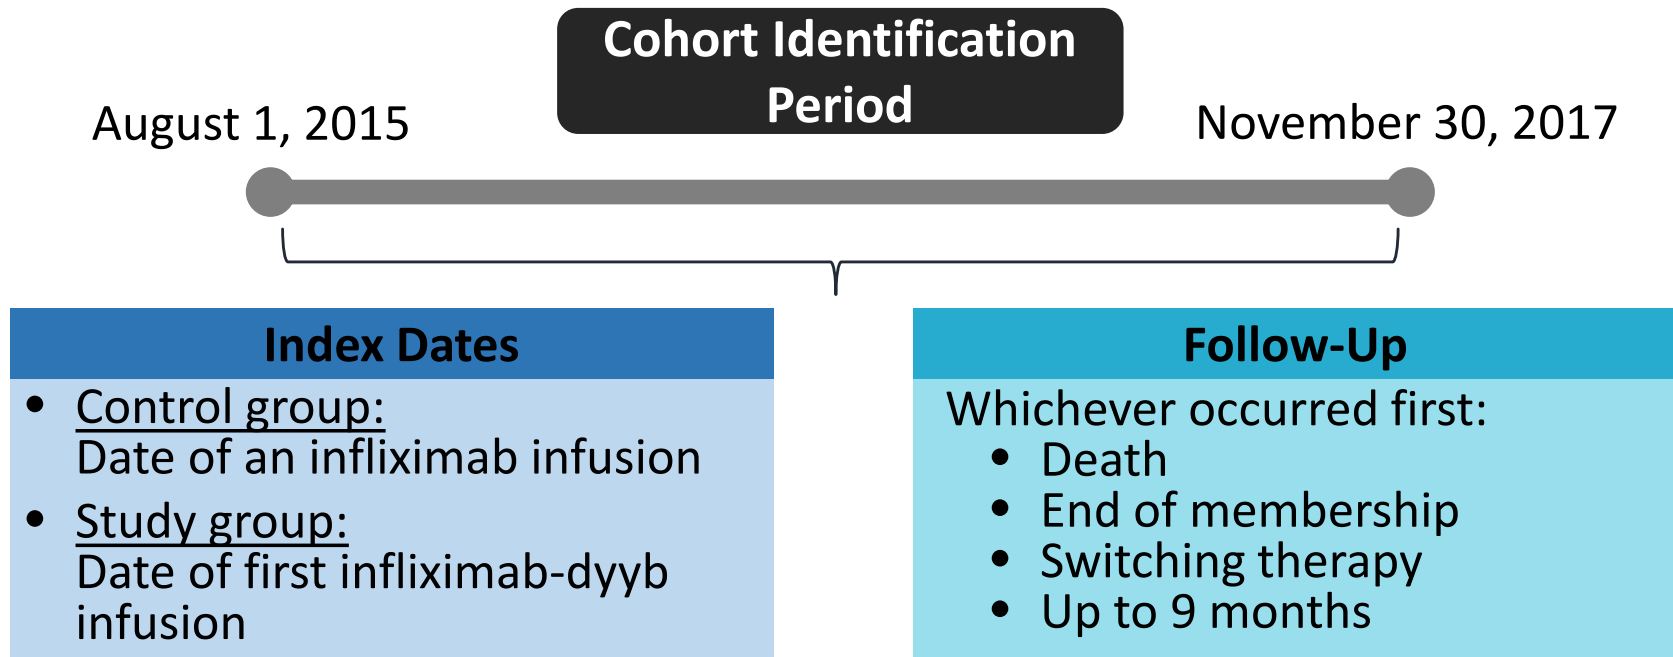 Cohort Identification
Period
August 1, 2015
November 30, 2017
Index Dates
• Control group:
Date of an infliximab infusion
• Study group:
Date of first infliximab-dyyb
infusion
Follow-Up
Whichever occurred first:
• Death
• End of membership
• Switching therapy
• Up to 9 months